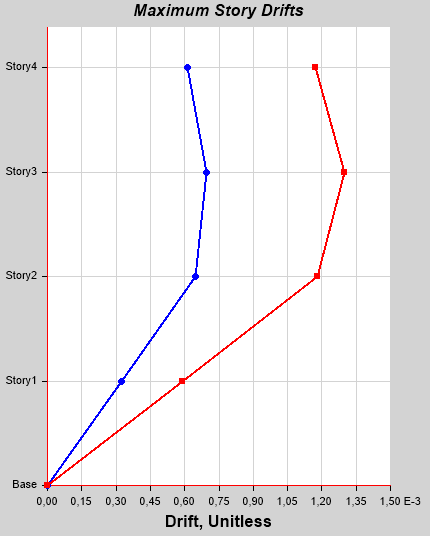 Maximum Story Drifts
Story4
Story3
Story2
Story1
Base
0,00 0,15 0,30 0,45 0,60 0,75 0,90 1,05 1,20 1,35 1,50 E-3
Drift, Unitless